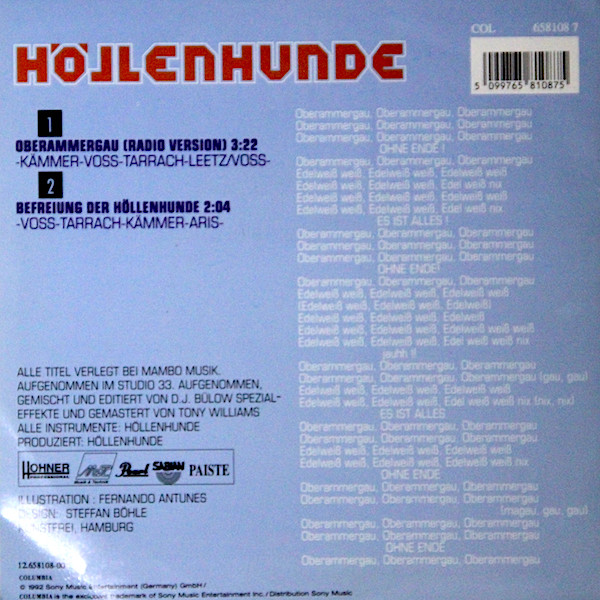 COL 658108 7
5 099765 810875
HÖLLENHUNDE
1
OBERAMMERGAU (RADIO VERSION) 3:22
-KÄMMER-VOSS-TARRACH-LEETZ/VOSS-
2
BEFREIUNG DER HÖLLENHUNDE 2:04
-VOSS-TARRACH-KÄMMER-ARIS-
ALLE TITEL VERLEGT BEI MAMBO MUSIK.
AUFGENOMMEN IM STUDIO 33. AUFGENOMMEN,
GEMISCHT UND EDITIERT VON D.J. BÜLOW SPEZIAL-
EFFEKTE UND GEMASTERT VON TONY WILLIAMS
ALLE INSTRUMENTE: HÖLLENHUNDE
PRODUZIERT: HÖLLENHUNDE
HOHNER
PROFESSIONAL
Musik & Technik
Pearl
SABIAN
PAISTE
ILLUSTRATION : FERNANDO ANTUNES
DESIGN: STEFFAN BÖHLE
HAMBURG
12.658108-00
COLUMBIA
© 1992 Sony Music Entertainment (Germany) GmbH /
COLUMBIA is the exclusive trademark of Sony Music Entertainment Inc. / Distribution Sony Music
Oberammergau, Oberammergau, Oberammergau
Oberammergau, Oberammergau, Oberammergau
Oberammergau, Oberammergau, Oberammergau
OHNE ENDE !
Oberammergau, Oberammergau, Oberammergau
Edelweiß weiß, Edelweiß weiß, Edelweiß weiß
Edelweiß weiß, Edelweiß weiß, Edel weiß nix
Edelweiß weiß, Edelweiß weiß, Edelweiß weiß
Edelweiß weiß, Edelweiß weiß, Edel weiß nix
ES IST ALLES !
Oberammergau, Oberammergau, Oberammergau
Oberammergau, Oberammergau, Oberammergau
Oberammergau, Oberammergau, Oberammergau
OHNE ENDE!
Oberammergau, Oberammergau, Oberammergau
Edelweiß weiß, Edelweiß weiß, Edelweiß weiß
(Edelweiß weiß, Edelweiß weiß, Edelweiß)
Edelweiß weiß, Edelweiß weiß, Edelweiß weiß
Edelweiß weiß, Edelweiß weiß, Edelweiß weiß
Edelweiß weiß, Edelweiß weiß, Edel weiß weiß nix
jauhh !!
Oberammergau, Oberammergau, Oberammergau
Oberammergau, Oberammergau, Oberammergau (gau, gau)
Edelweiß weiß, Edelweiß weiß, Edelweiß weiß
Edelweiß weiß, Edelweiß weiß, Edel weiß weiß nix (nix, nix)
ES IST ALLES
Oberammergau, Oberammergau, Oberammergau
Oberammergau, Oberammergau, Oberammergau
Edelweiß weiß, Edelweiß weiß, Edelweiß weiß
Edelweiß weiß, Edelweiß weiß, Edelweiß nix
OHNE ENDE
Oberammergau, Oberammergau, Oberammergau
Oberammergau, Oberammergau, Oberammergau
(magau, gau, gau)
Oberammergau, Oberammergau, Oberammergau
Oberammergau, Oberammergau, Oberammergau
OHNE ENDE
Oberammergau, Oberammergau, Oberammergau